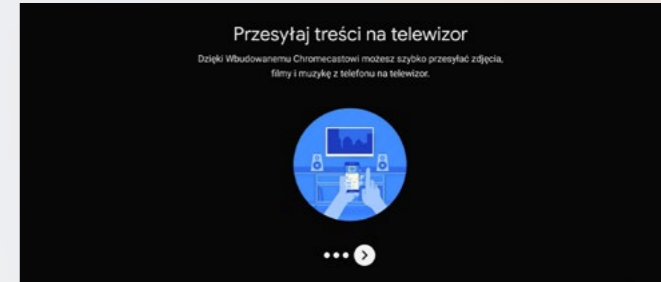 Przesyłaj treści na telewizor
Dzięki Wbudowanemu Chromecastowi możesz szybko przesyłać zdjęcia,
filmy i muzykę z telefonu na telewizor.